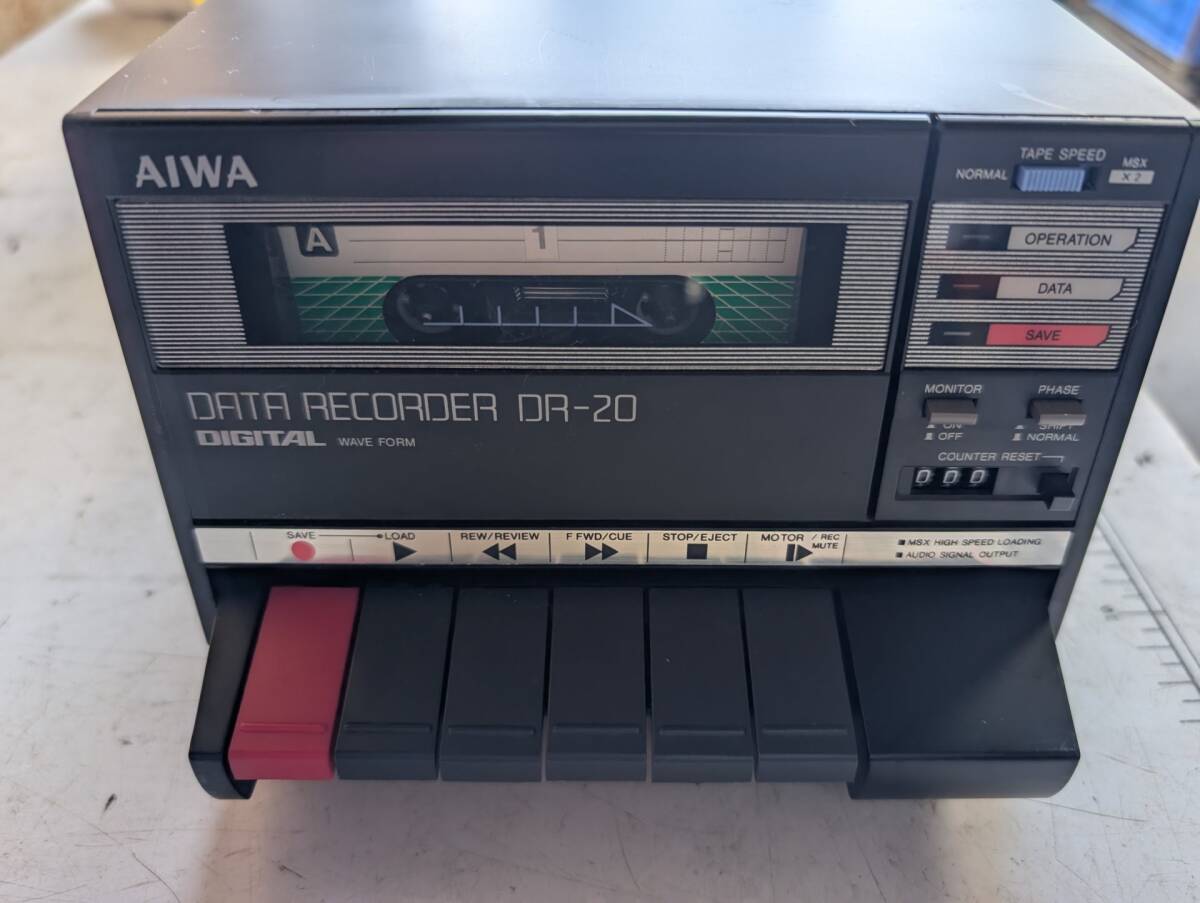 AIWA
TAPE SPEED
NORMAL
MSX
X2
A
1
OPERATION
DATA
SAVE
DATA RECORDER DR-20
DIGITAL WAVE FORM
MONITOR
ON
OFF
PHASE
SHIFT
NORMAL
COUNTER RESET
000
SAVE LOAD REW/REVIEW F FWD/CUE STOP/EJECT MOTOR / REC MUTE
MSX HIGH SPEED LOADING
AUDIO SIGNAL OUTPUT